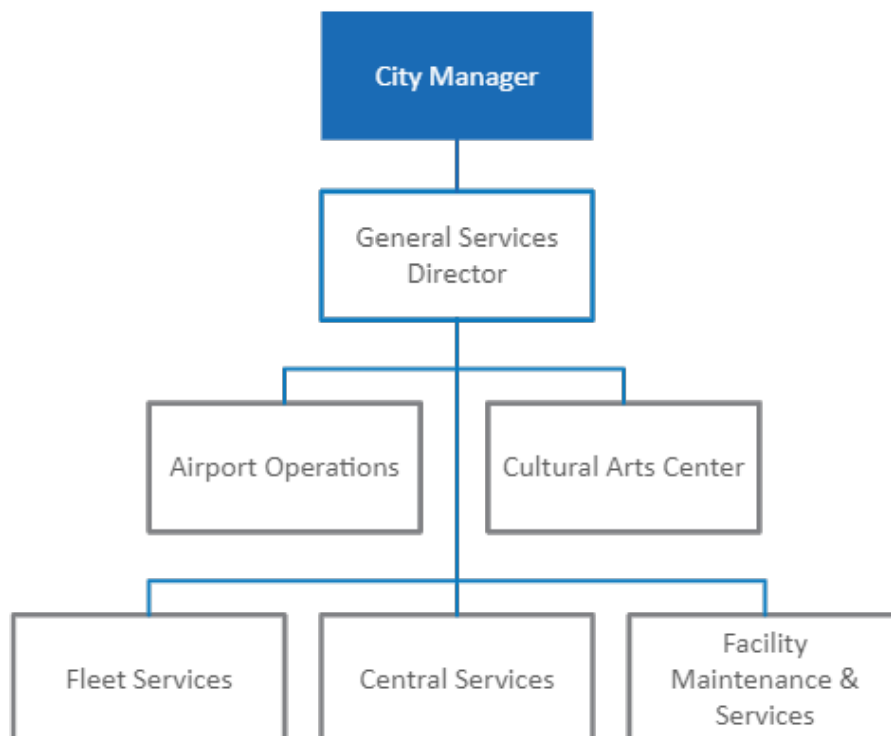 City Manager
General Services
Director
Airport Operations
Cultural Arts Center
Fleet Services
Central Services
Facility
Maintenance &
Services